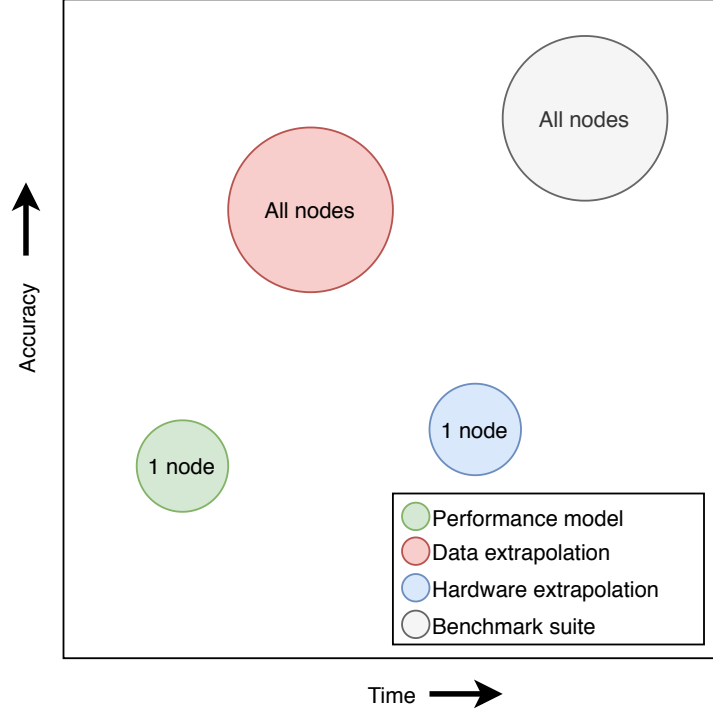 All nodes
All nodes
Accuracy
1 node
1 node
Performance model
Data extrapolation
Hardware extrapolation
Benchmark suite
Time